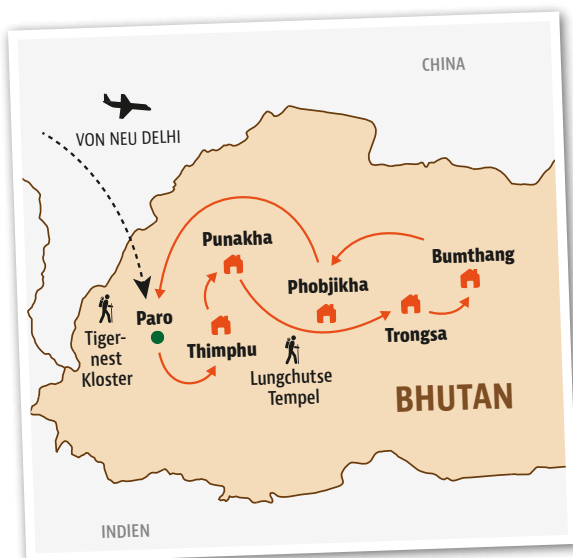 CHINA
VON NEU DELHI
Punakha
Bumthang
Phobjikha
Paro
Tiger-
nest
Kloster
Thimphu
Trongsa
Lungchutse
Tempel
BHUTAN
INDIEN